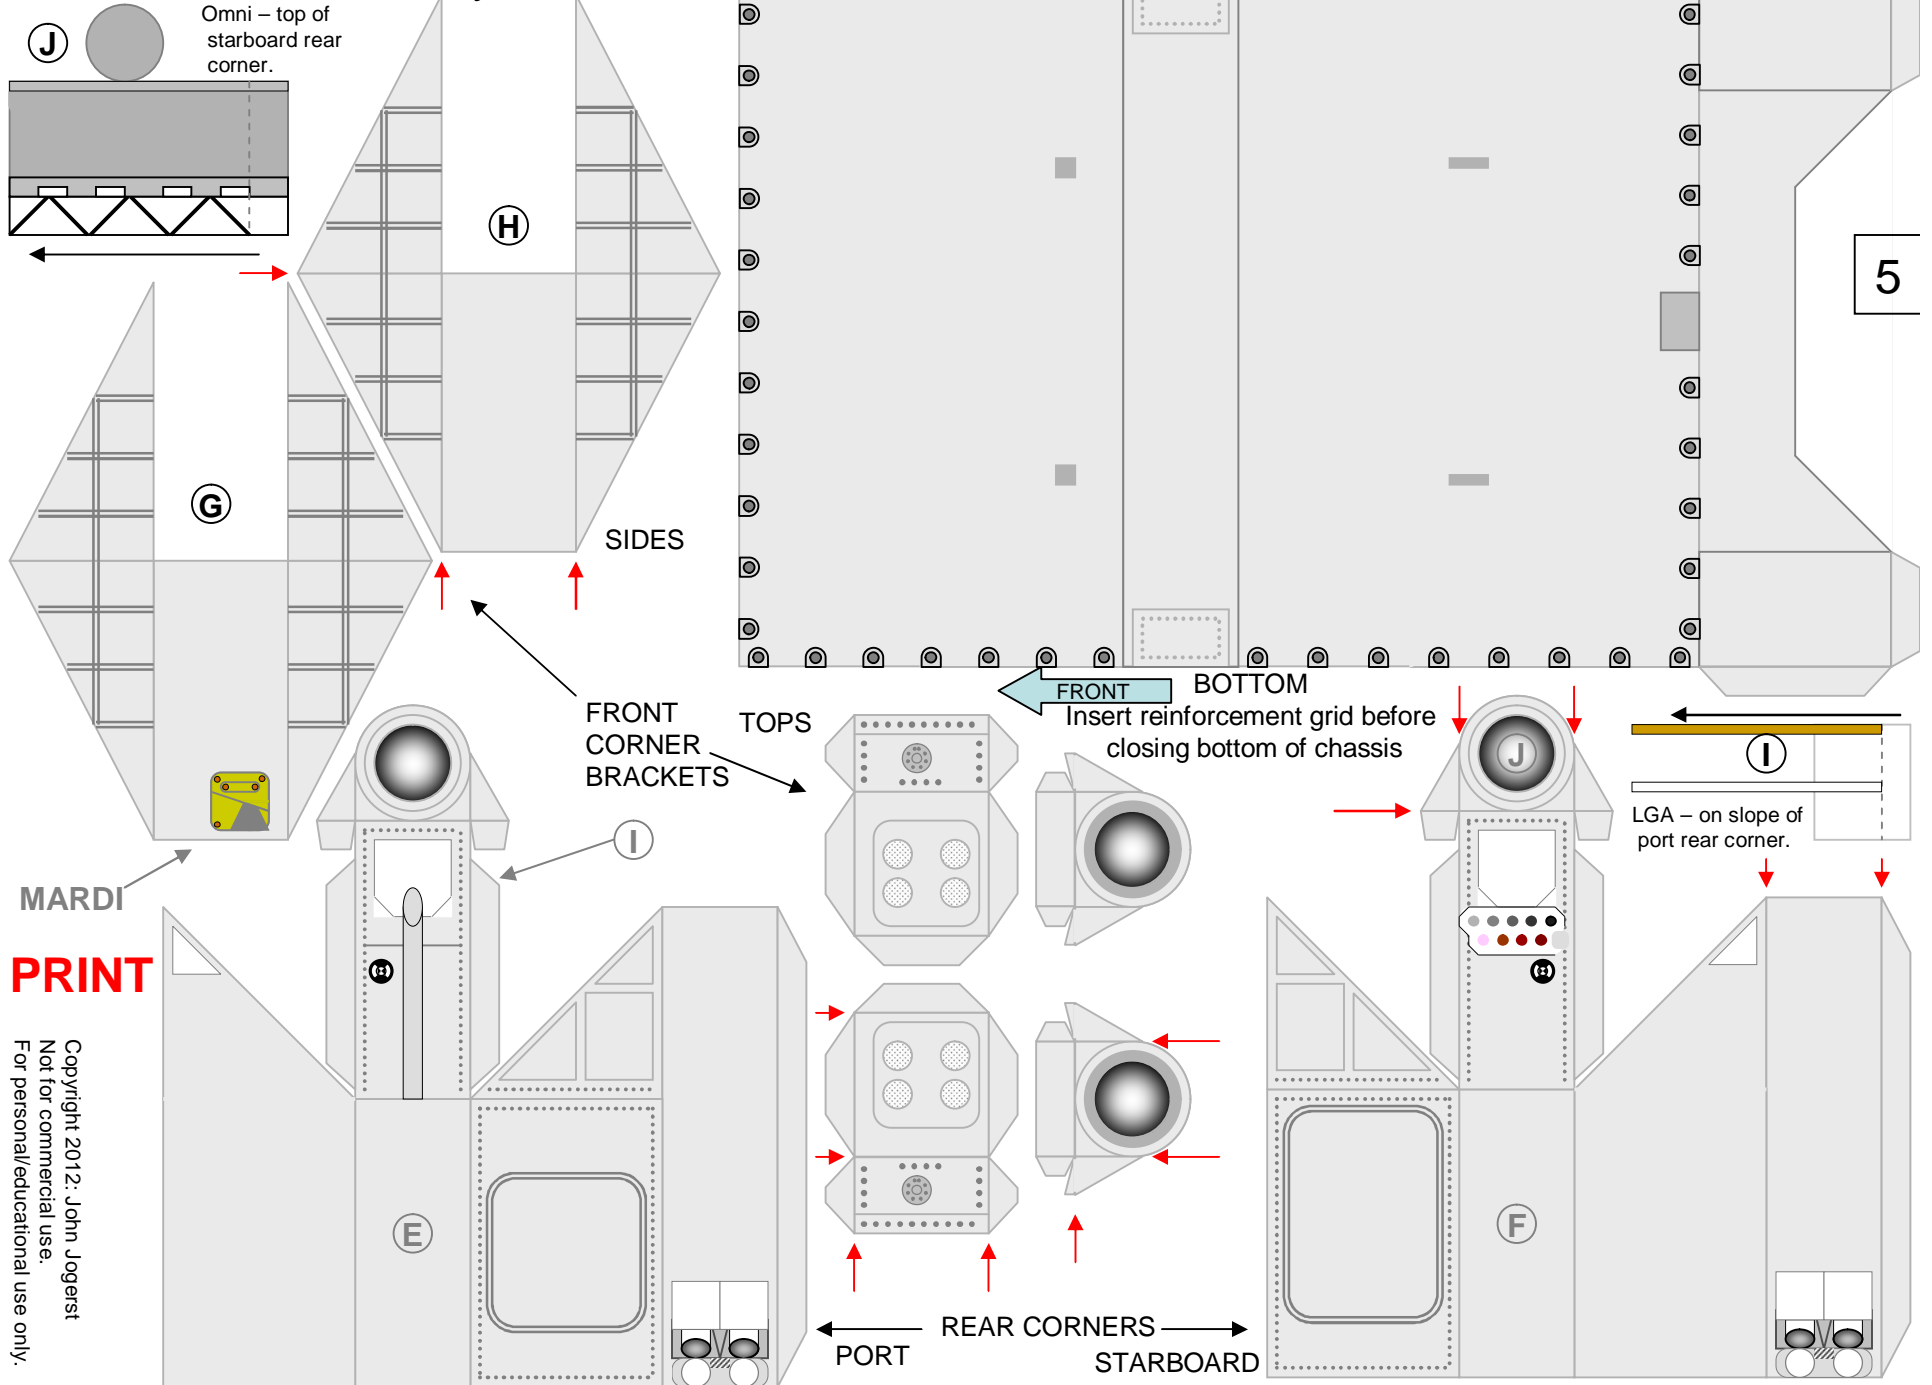 J
Omni – top of
starboard rear
corner.
H
5
G
SIDES
FRONT
CORNER
BRACKETS
TOPS
FRONT
BOTTOM
Insert reinforcement grid before
closing bottom of chassis
J
I
LGA – on slope of
port rear corner.
I
MARDI
PRINT
Copyright 2012: John Jogerst
Not for commercial use.
For personal/educational use only.
E
F
REAR CORNERS
PORT
STARBOARD